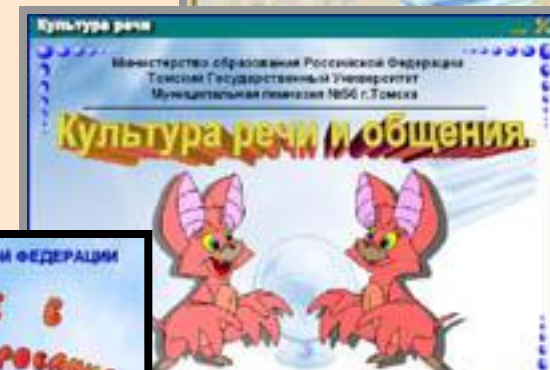 Культура речи
Министерство образования Российской Федерации
Томский Государственный Университет
Муниципальная гимназия №56 г.Томска
Культура речи и общения.
Й ФЕДЕРАЦИИ